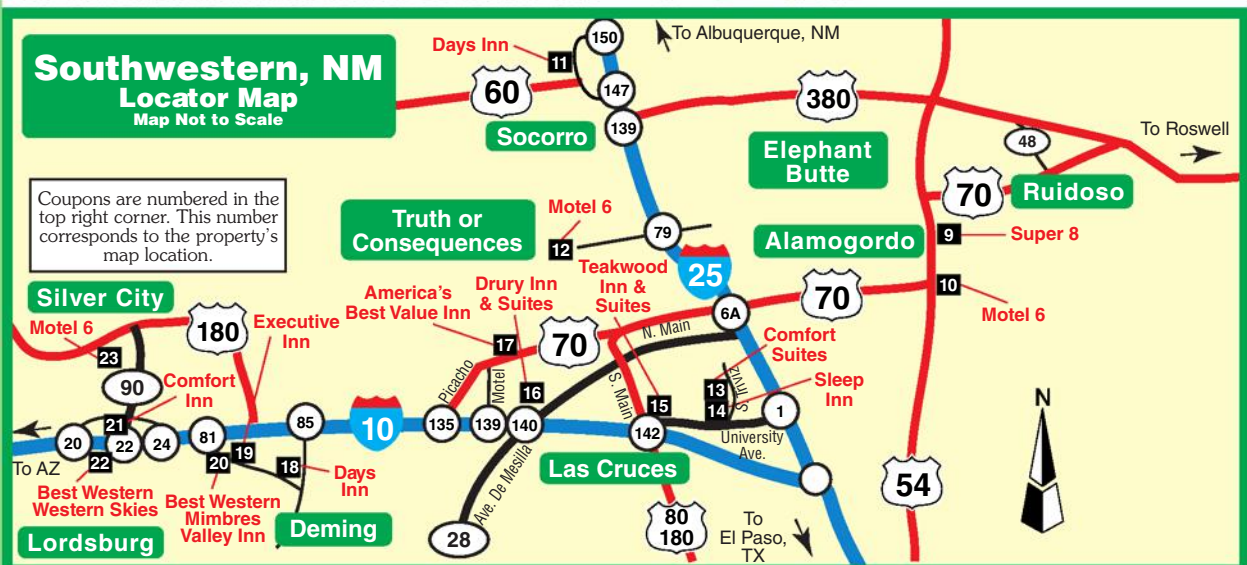 Southwestern, NM
Locator Map
Map Not to Scale
Coupons are numbered in the
top right corner. This number
corresponds to the property's
map location.
Days Inn
11
150
To Albuquerque, NM
60
147
139
Socorro
380
Elephant
Butte
48
To Roswell
70
Ruidoso
Truth or
Consequences
Motel 6
12
79
25
Alamogordo
9
Super 8
10
Motel 6
70
6A
Silver City
Motel 6
23
180
90
Executive
Inn
Comfort
Inn
21
America's
Best Value Inn
17
Drury Inn
& Suites
16
Teakwood
Inn &
Suites
15
70
N. Main
S. Main
Picacho
Motel
Comfort
Suites
13
Sleep
Inn
14
S. Irviz
1
University
Ave.
To AZ
20
22
24
81
85
10
135
139
140
142
22
Best Western
Western Skies
20
19
Best Western
Mimbres
Valley Inn
18
Days
Inn
Lordsburg
Deming
Ave. De Mesilla
28
Las Cruces
80
180
To
El Paso,
TX
54
N